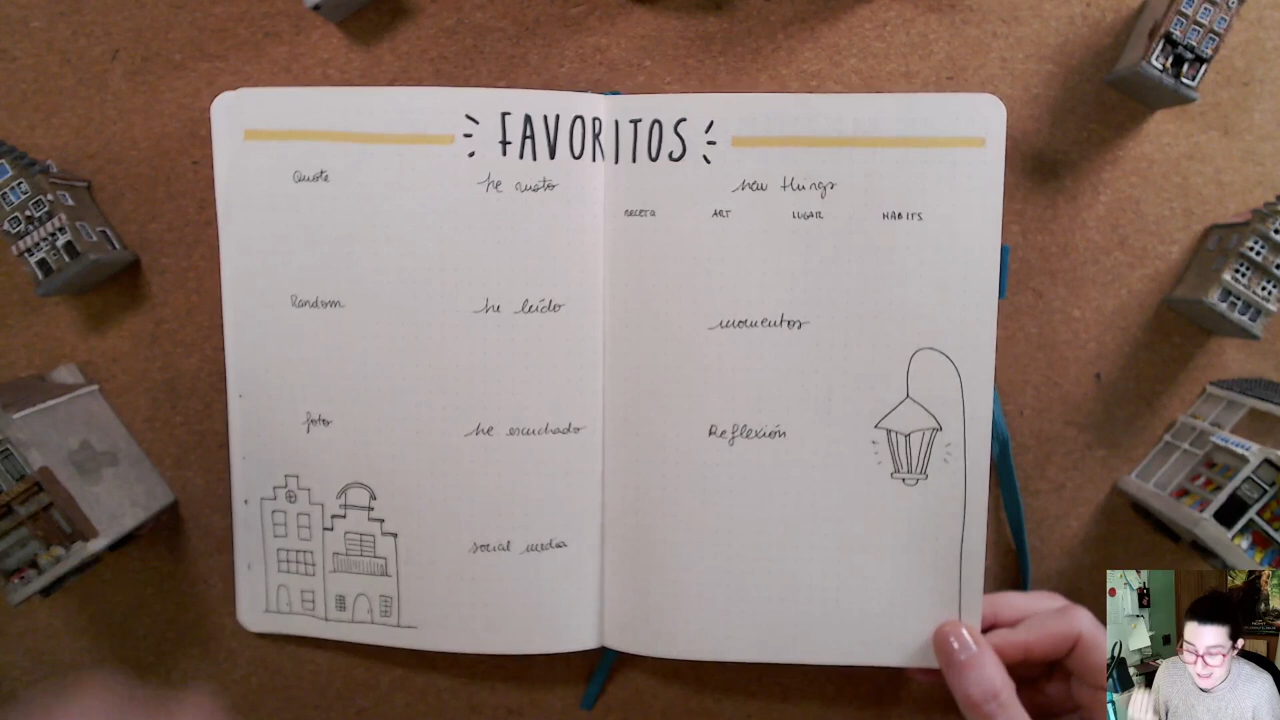 FAVORITOS
Quote
he visto
Random
he leído
foto
he escuchado
social media
new things
RECETA
ART
LUGAR
HABITS
momentos
Reflexión